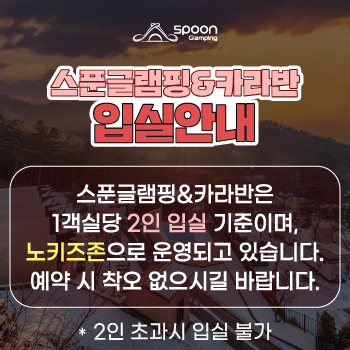 spoon
Glamping
스푼글램핑&카라반
입실안내
스푼글램핑&카라반은
1객실당 2인 입실 기준이며,
노키즈존으로 운영되고 있습니다.
예약 시 착오 없으시길 바랍니다.
* 2인 초과시 입실 불가